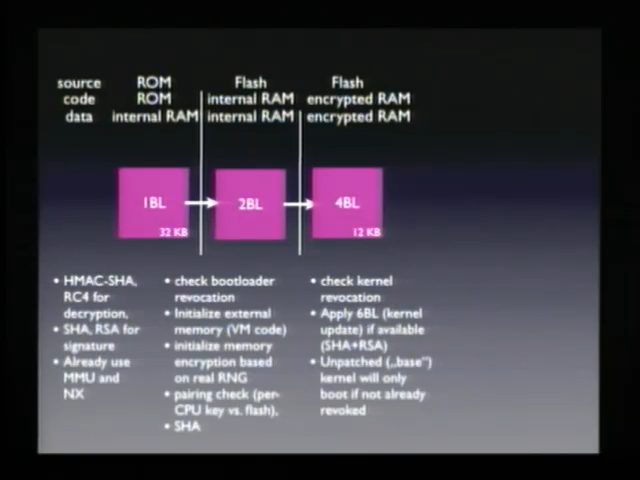 source ROM Flash Flash
code ROM internal RAM encrypted RAM
data internal RAM internal RAM encrypted RAM
1BL 2BL 4BL
32 KB 12 KB
• HMAC-SHA,
RC4 for
decryption,
• SHA, RSA for
signature
• Already use
MMU and
NX
• check bootloader
revocation
• Initialize external
memory (VM code)
• initialize memory
encryption based
on real RNG
• pairing check (per-
CPU key vs. flash),
• SHA
• check kernel
revocation
• Apply 6BL (kernel
update) if available
(SHA+RSA)
• Unpatched („base")
kernel will only
boot if not already
revoked